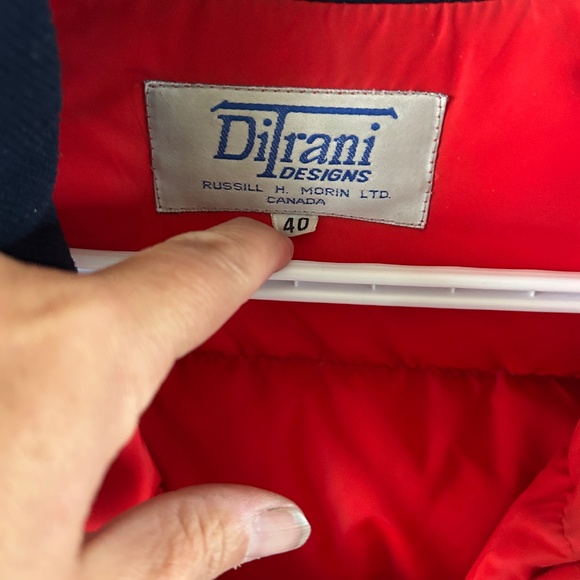 DiTrani
DESIGNS
RUSSILL H. MORIN LTD.
CANADA
40